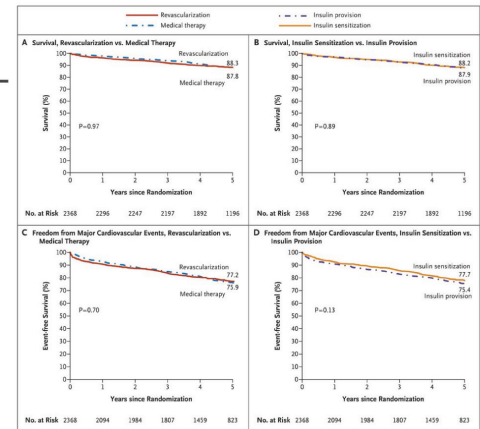 Revascularization
Medical therapy
Insulin provision
Insulin sensitization
A Survival, Revascularization vs. Medical Therapy
Survival (%)
100
90
80
70
60
50
40
30
20
10
0
Revascularization
88.3
87.8
Medical therapy
P=0.97
0 1 2 3 4 5
Years since Randomization
No. at Risk 2368 2296 2247 2197 1892 1196
B Survival, Insulin Sensitization vs. Insulin Provision
Survival (%)
100
90
80
70
60
50
40
30
20
10
0
Insulin sensitization
88.2
87.9
Insulin provision
P=0.89
0 1 2 3 4 5
Years since Randomization
No. at Risk 2368 2296 2247 2197 1892 1196
C Freedom from Major Cardiovascular Events, Revascularization vs.
Medical Therapy
Event-free Survival (%)
100
90
80
70
60
50
40
30
20
10
0
Revascularization
77.2
75.9
Medical therapy
P=0.70
0 1 2 3 4 5
Years since Randomization
No. at Risk 2368 2094 1984 1807 1459 823
D Freedom from Major Cardiovascular Events, Insulin Sensitization vs.
Insulin Provision
Event-free Survival (%)
100
90
80
70
60
50
40
30
20
10
0
Insulin sensitization
77.7
75.4
Insulin provision
P=0.13
0 1 2 3 4 5
Years since Randomization
No. at Risk 2368 2094 1984 1807 1459 823